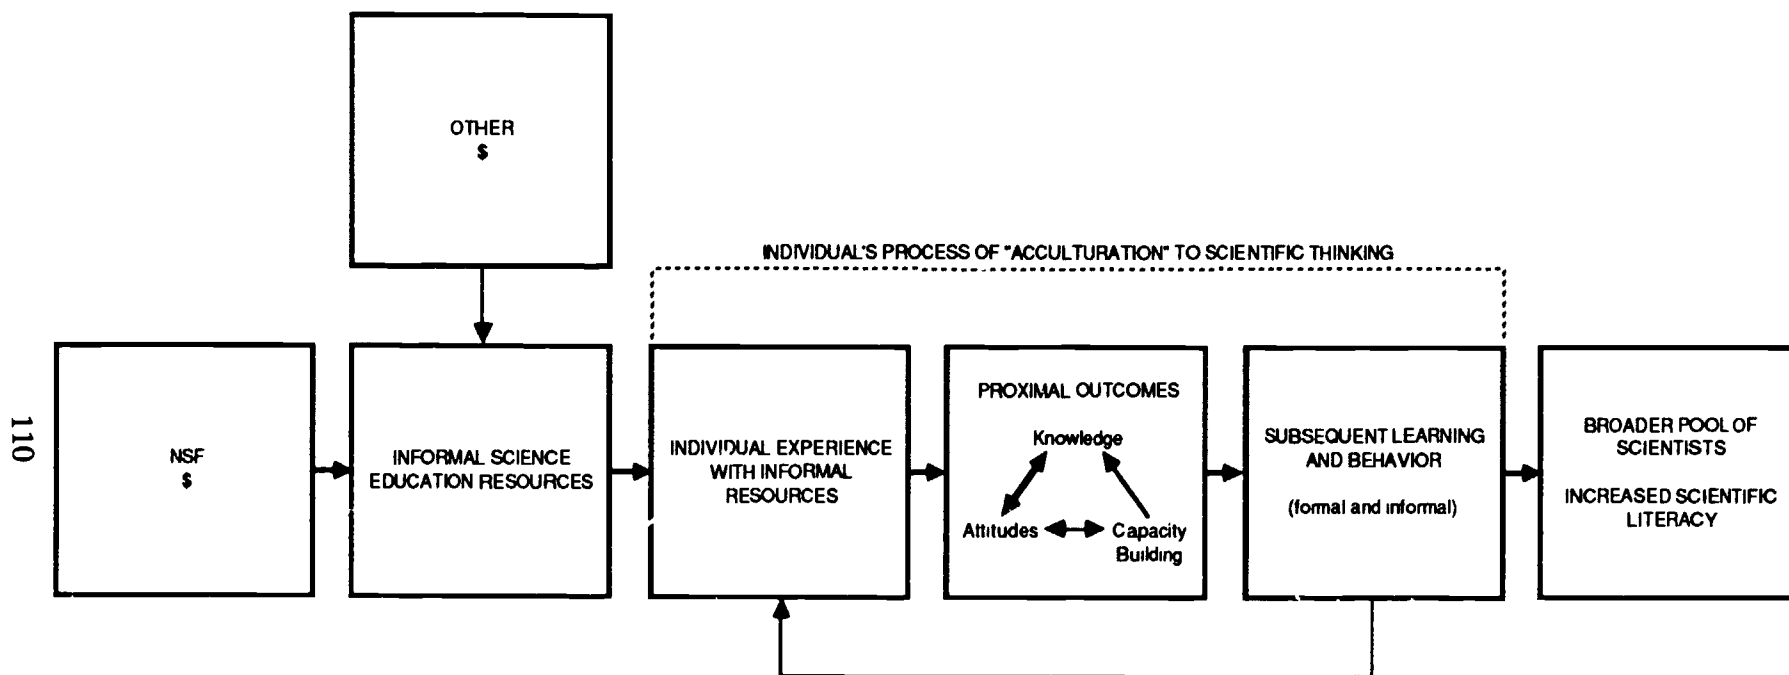 OTHER
$
INDIVIDUAL'S PROCESS OF "ACCULTURATION" TO SCIENTIFIC THINKING
NSF
$
INFORMAL SCIENCE
EDUCATION RESOURCES
INDIVIDUAL EXPERIENCE
WITH INFORMAL
RESOURCES
PROXIMAL OUTCOMES
Knowledge
Attitudes
Capacity
Building
SUBSEQUENT LEARNING
AND BEHAVIOR
(formal and informal)
BROADER POOL OF
SCIENTISTS
INCREASED SCIENTIFIC
LITERACY
110